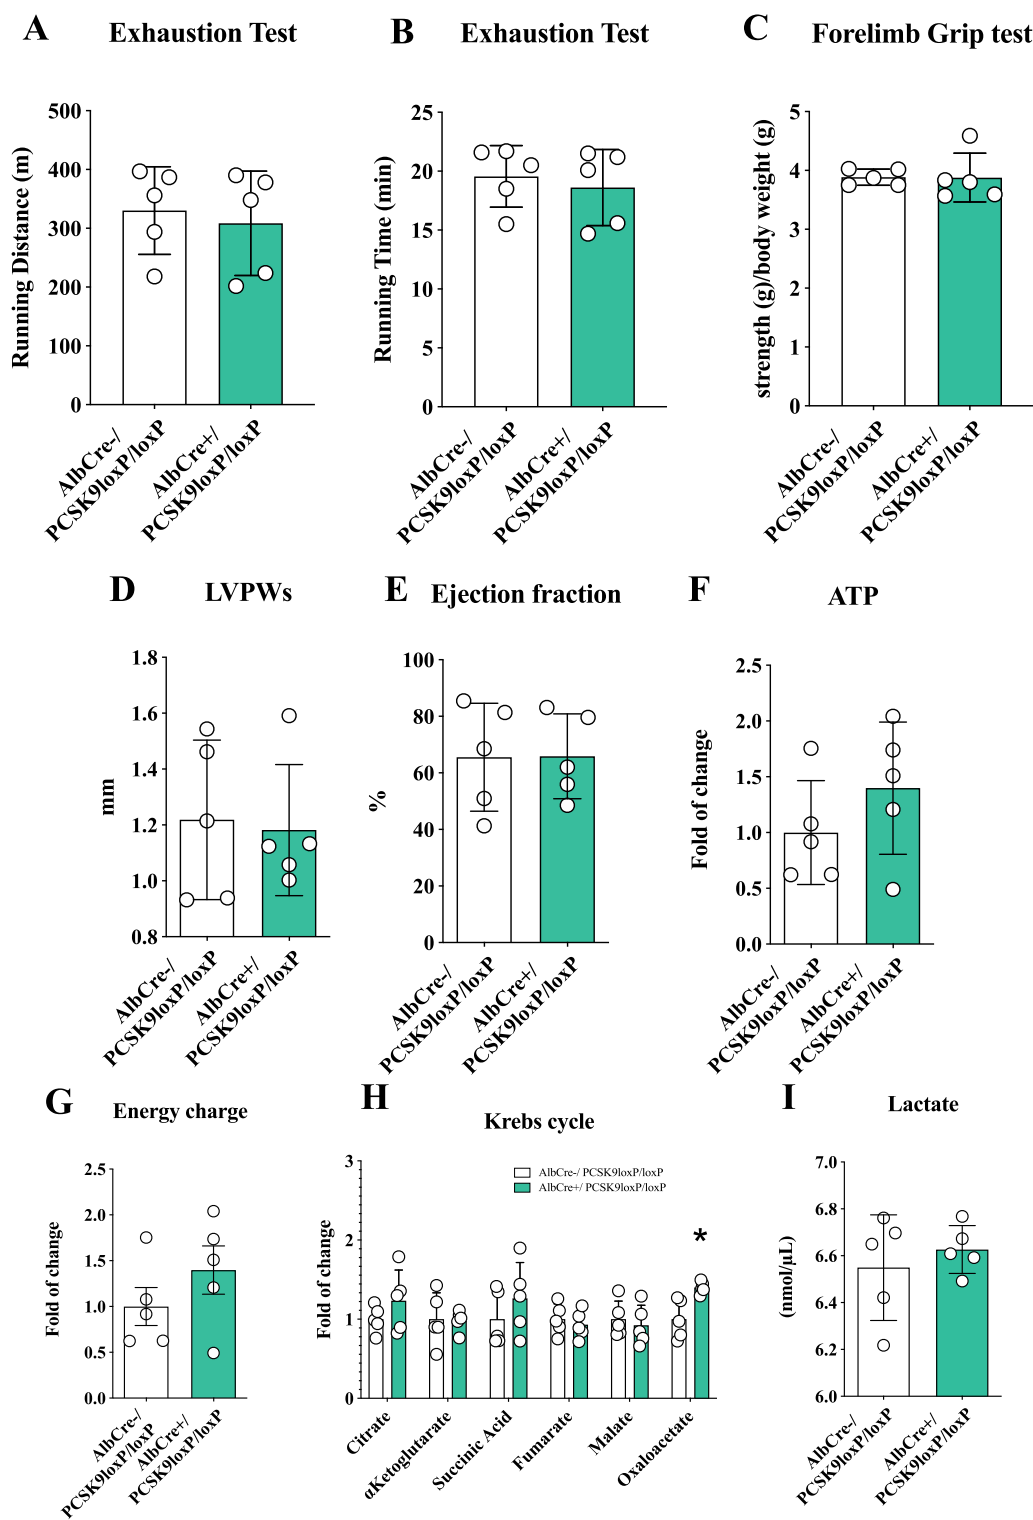 A Exhaustion Test
Running Distance (m)
500
400
300
200
100
0
AlbCre-/
PCSK9loxP/loxP
AlbCre+/
PCSK9loxP/loxP
B Exhaustion Test
Running Time (min)
25
20
15
10
5
0
AlbCre-/
PCSK9loxP/loxP
AlbCre+/
PCSK9loxP/loxP
C Forelimb Grip test
strength (g)/body weight (g)
5
4
3
2
1
0
AlbCre-/
PCSK9loxP/loxP
AlbCre+/
PCSK9loxP/loxP
D LVPWs
mm
1.8
1.6
1.4
1.2
1.0
0.8
AlbCre-/
PCSK9loxP/loxP
AlbCre+/
PCSK9loxP/loxP
E Ejection fraction
%
100
80
60
40
20
0
AlbCre-/
PCSK9loxP/loxP
AlbCre+/
PCSK9loxP/loxP
F ATP
Fold of change
2.5
2.0
1.5
1.0
0.5
0.0
AlbCre-/
PCSK9loxP/loxP
AlbCre+/
PCSK9loxP/loxP
G Energy charge
Fold of change
2.5
2.0
1.5
1.0
0.5
0.0
AlbCre-/
PCSK9loxP/loxP
AlbCre+/
PCSK9loxP/loxP
H Krebs cycle
Fold of change
3
2
1
0
AlbCre-/ PCSK9loxP/loxP
AlbCre+/ PCSK9loxP/loxP
*
Citrate
αKetoglutarate
Succinic Acid
Fumarate
Malate
Oxaloacetate
I Lactate
(nmol/µL)
7.0
6.8
6.6
6.4
6.2
6.0
AlbCre-/
PCSK9loxP/loxP
AlbCre+/
PCSK9loxP/loxP